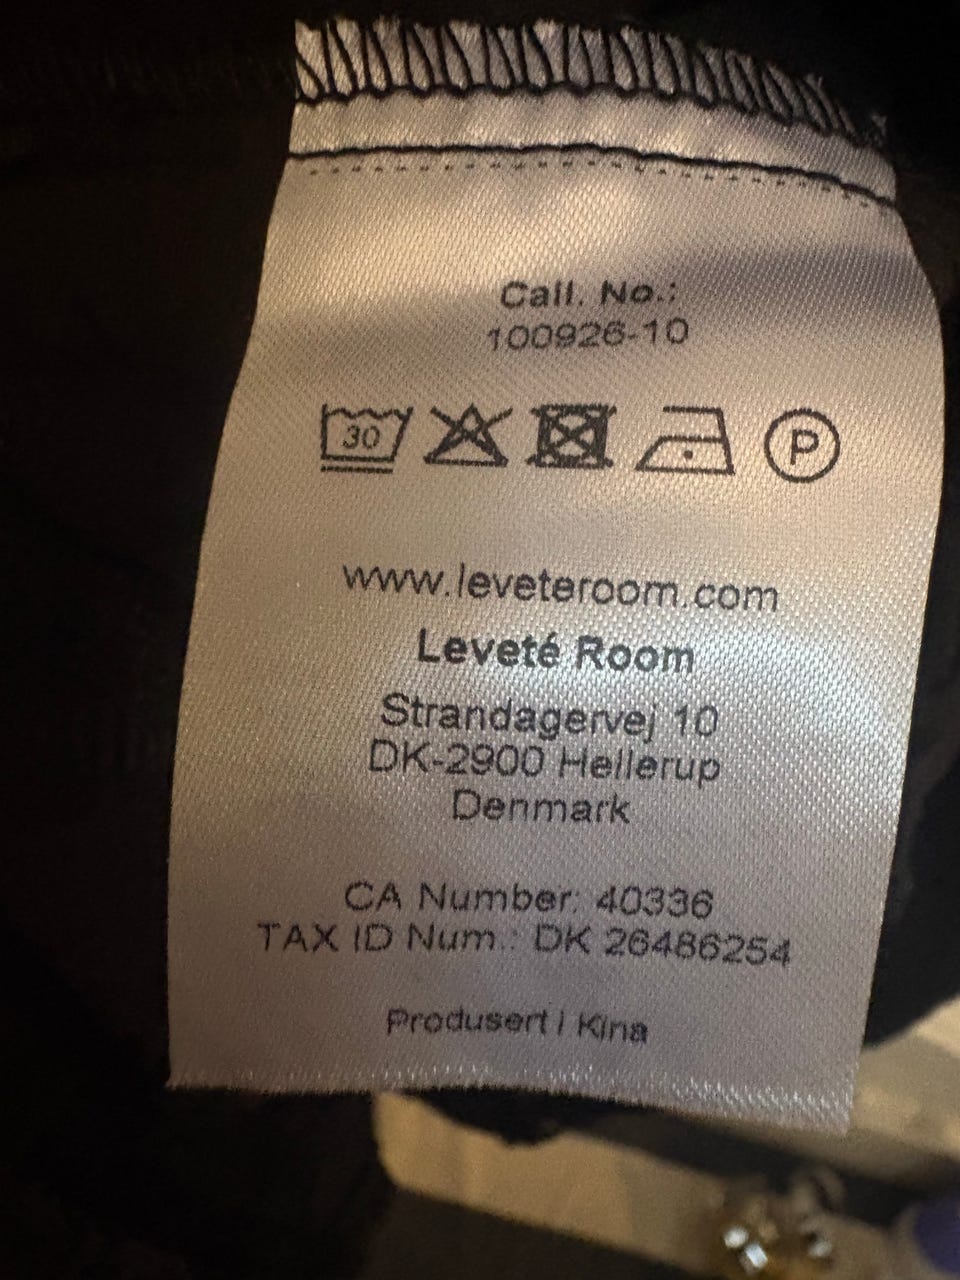 Call. No.:
100926-10
30 P
www.leveteroom.com
Leveté Room
Strandagervej 10
DK-2900 Hellerup
Denmark
CA Number: 40336
TAX ID Num.: DK 26486254
Produsert i Kina